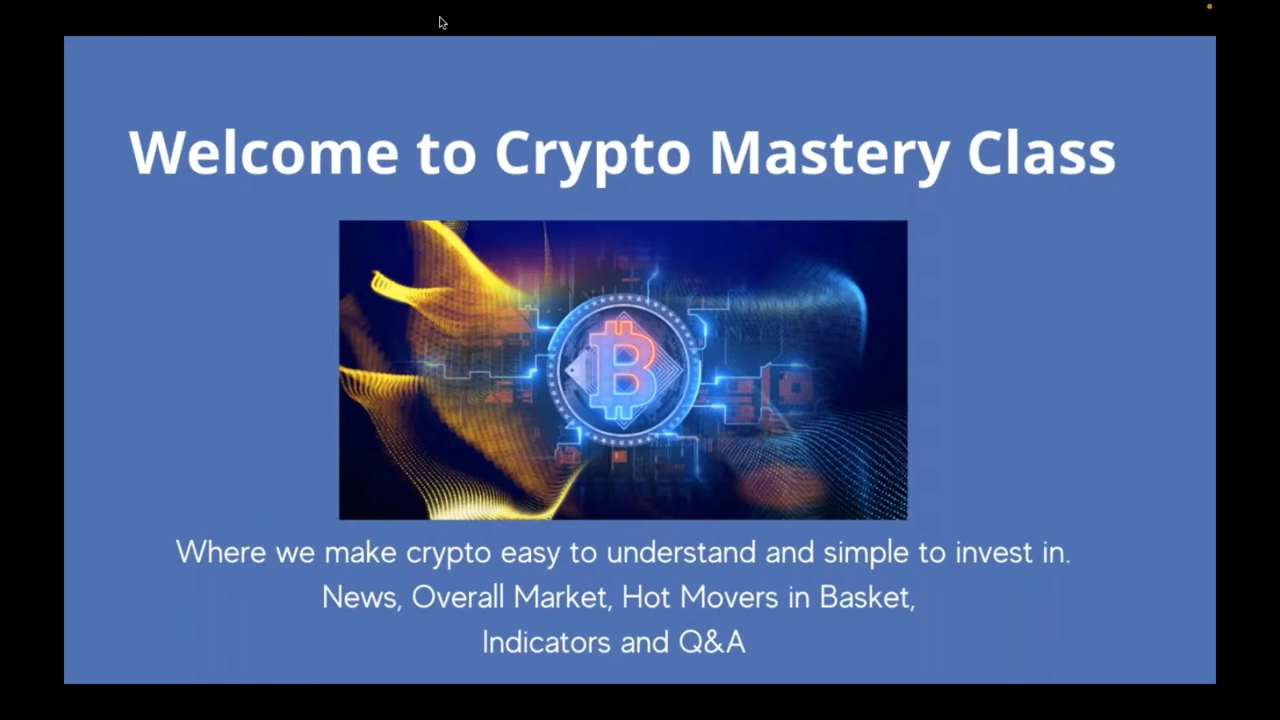 Welcome to Crypto Mastery Class
Where we make crypto easy to understand and simple to invest in.
News, Overall Market, Hot Movers in Basket,
Indicators and Q&A